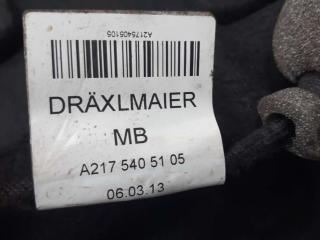 A2175405105
DRÄXLMAIER
MB
A217 540 51 05
06.03.13